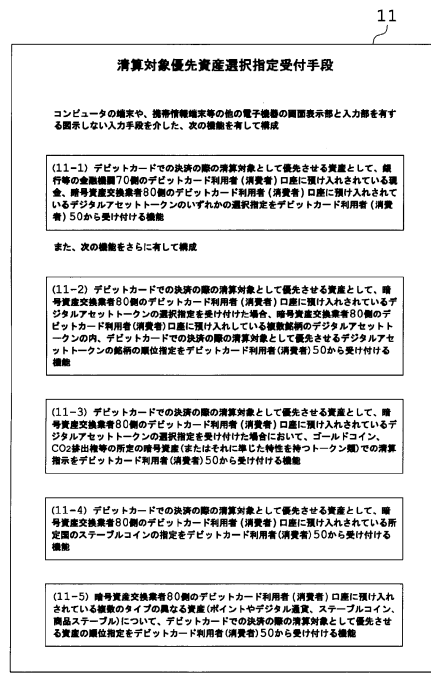 11
清算対象優先資産選択指定受付手段
コンピュータの端末や、携帯情報端末等の他の電子機器の画面表示部と入力部を有す
る図示しない入力手段を介した、次の機能を有して構成
(11-1) デビットカードでの決済の際の清算対象として優先させる資産として、銀
行等の金融機関70側のデビットカード利用者(消費者)口座に預け入れされている現
金、暗号資産交換業者80側のデビットカード利用者(消費者)口座に預け入れされて
いるデジタルアセットトークンのいずれかの選択指定をデビットカード利用者(消費
者)50から受け付ける機能
また、次の機能をさらに有して構成
(11-2) デビットカードでの決済の際の清算対象として優先させる資産として、暗
号資産交換業者80側のデビットカード利用者(消費者)口座に預け入れされているデ
ジタルアセットトークンの選択指定を受け付けた場合、暗号資産交換業者80側のデ
ビットカード利用者(消費者)口座に預け入れしている複数銘柄のデジタルアセットト
ークンの内、デビットカードでの決済の際の清算対象として優先させるデジタルアセ
ットトークンの銘柄の順位指定をデビットカード利用者(消費者)50から受け付ける
機能
(11-3) デビットカードでの決済の際の清算対象として優先させる資産として、暗
号資産交換業者80側のデビットカード利用者(消費者)口座に預け入れされている
デジタルアセットトークンの選択指定を受け付けた場合において、ゴールドコイン、
CO2排出権等の所定の暗号資産(またはそれに準じた特性を持つトークン類)での清算
指示をデビットカード利用者(消費者)50から受け付ける機能
(11-4) デビットカードでの決済の際の清算対象として優先させる資産として、暗
号資産交換業者80側のデビットカード利用者(消費者)口座に預け入れされている所
定国のステーブルコインの指定をデビットカード利用者(消費者)50から受け付ける
機能
(11-5) 暗号資産交換業者80側のデビットカード利用者(消費者)口座に預け入れ
されている複数のタイプの異なる資産(ポイントやデジタル通貨、ステーブルコイン、
商品ステーブル)について、デビットカードでの決済の際の清算対象として優先させ
る資産の順位指定をデビットカード利用者(消費者)50から受け付ける機能